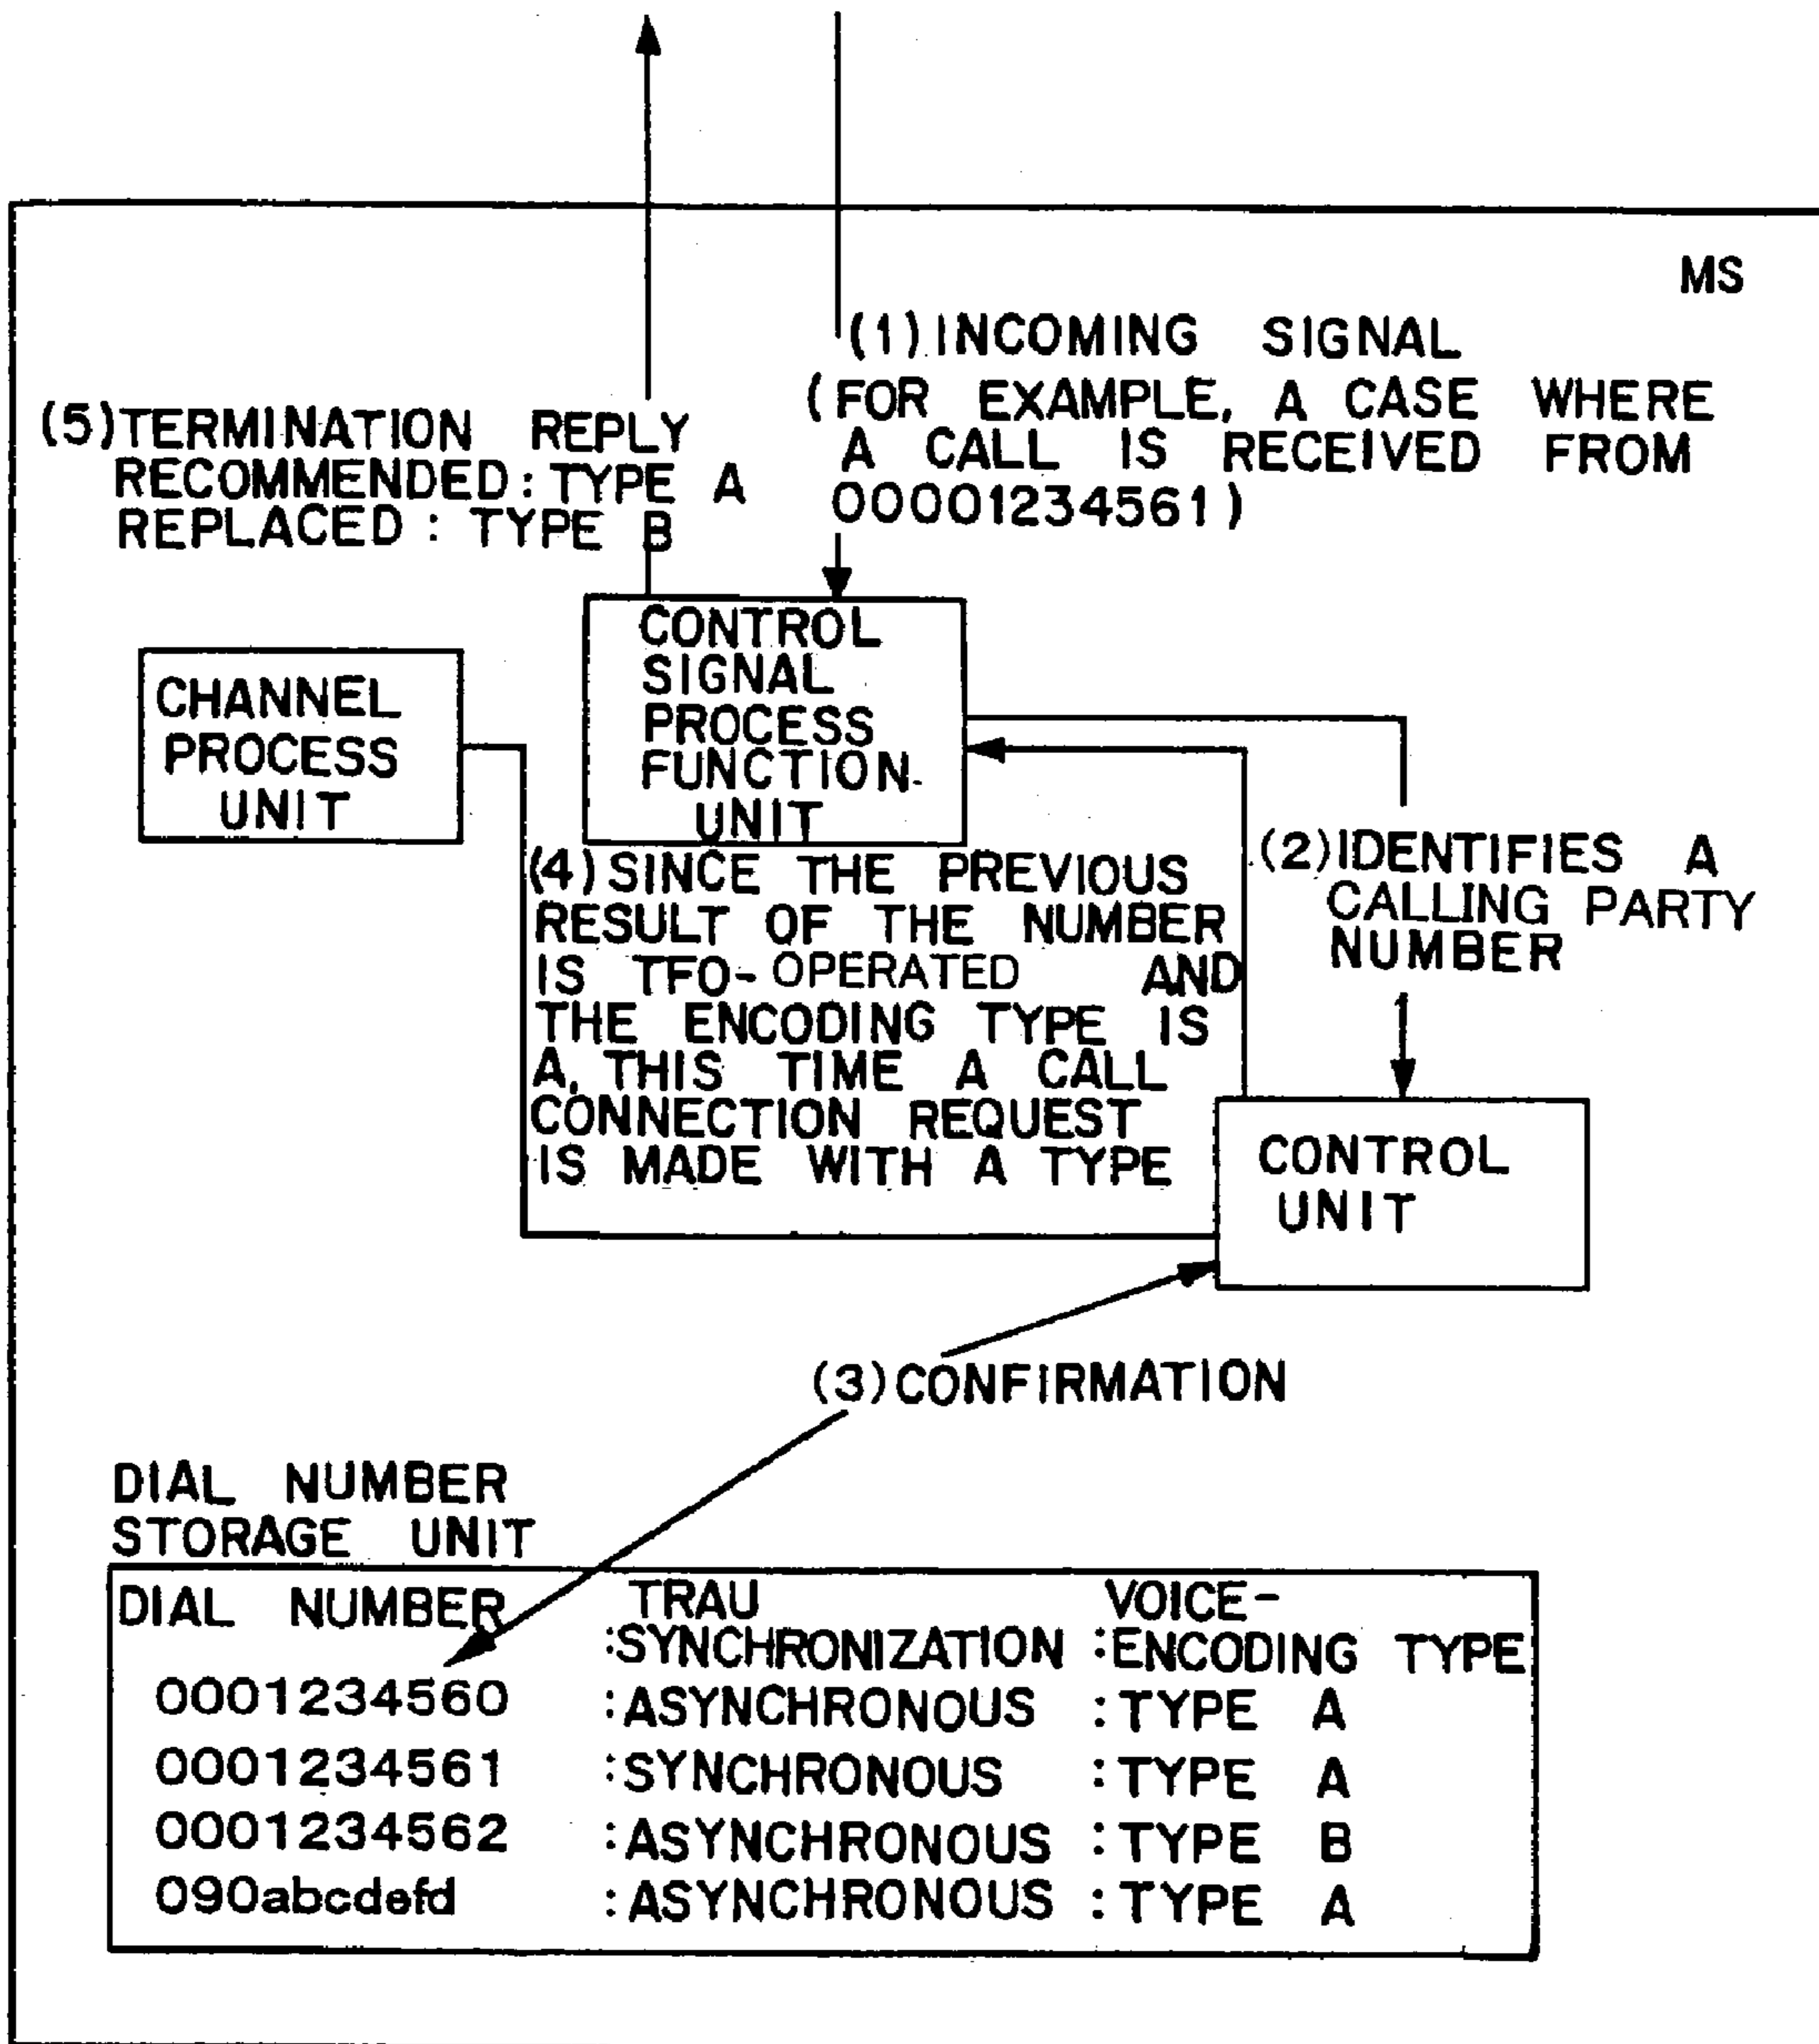 MS
(1) INCOMING SIGNAL
(FOR EXAMPLE, A CASE WHERE
A CALL IS RECEIVED FROM
00001234561)
(5) TERMINATION REPLY
RECOMMENDED: TYPE A
REPLACED: TYPE B
CONTROL
SIGNAL
PROCESS
FUNCTION
UNIT
CHANNEL
PROCESS
UNIT
(2) IDENTIFIES A
CALLING PARTY
NUMBER
(4) SINCE THE PREVIOUS
RESULT OF THE NUMBER
IS TFO-OPERATED AND
THE ENCODING TYPE IS
A, THIS TIME A CALL
CONNECTION REQUEST
IS MADE WITH A TYPE
CONTROL
UNIT
(3) CONFIRMATION
DIAL NUMBER
STORAGE UNIT
DIAL NUMBER TRAU VOICE-
:SYNCHRONIZATION :ENCODING TYPE
0001234560 :ASYNCHRONOUS :TYPE A
0001234561 :SYNCHRONOUS :TYPE A
0001234562 :ASYNCHRONOUS :TYPE B
090abcdefd :ASYNCHRONOUS :TYPE A